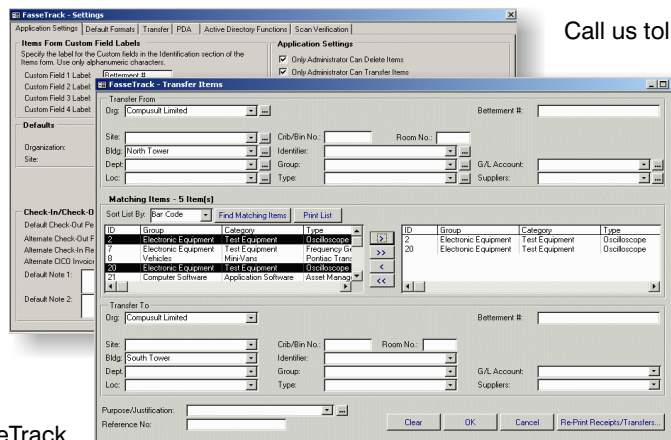 FasseTrack - Settings
Application Settings | Default Formats | Transfer | PDA | Active Directory Functions | Scan Verification
Items Form Custom Field Labels
Specify the label for the Custom fields in the Identification section of the
Items form. Use only alphanumeric characters.
Custom Field 1 Label: Betterment #
Custom Field 2 Label:
Custom Field 3 Label:
Custom Field 4 Label:
Application Settings
Only Administrator Can Delete Items
Only Administrator Can Transfer Items
Defaults
Organization:
Site:
Check-In/Check-O
Default Check-Out Pe
Alternate Check-Out F
Alternate Check-In Re
Alternate CICO Invoic
Default Note 1:
Default Note 2:
Call us tol
FasseTrack - Transfer Items
Transfer From
Org: Compusult Limited ... Betterment #:
Site: ... Crib/Bin No.: Room No.:
Bldg: North Tower ... Identifier: ...
Dept: ... Group: ... G/L Account: ...
Loc: ... Type: ... Suppliers: ...
Matching Items - 5 Item(s)
Sort List By: Bar Code Find Matching Items Print List
ID Group Category Type
2 Electronic Equipment Test Equipment Oscilloscope
7 Electronic Equipment Test Equipment Frequency Ge
8 Vehicles Mini-Vans Pontiac Trans
20 Electronic Equipment Test Equipment Oscilloscope
21 Computer Software Application Software Asset Manag
>
>>
<
<<
ID Group Category Type
2 Electronic Equipment Test Equipment Oscilloscope
20 Electronic Equipment Test Equipment Oscilloscope
Transfer To
Org: Compusult Limited Betterment #:
Site: Crib/Bin No.: Room No.:
Bldg: South Tower Identifier:
Dept: Group: G/L Account:
Loc: Type: Suppliers:
Purpose/Justification: ...
Reference No:
Clear OK Cancel Re-Print Receipts/Transfers...
eTrack